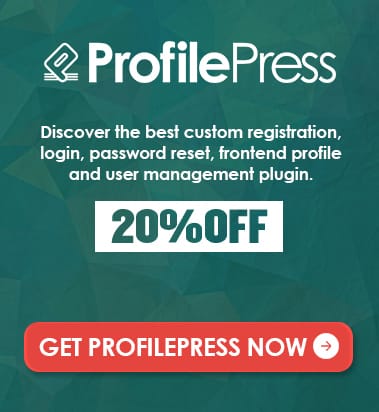 ProfilePress
Discover the best custom registration,
login, password reset, frontend profile
and user management plugin.
20%OFF
GET PROFILEPRESS NOW